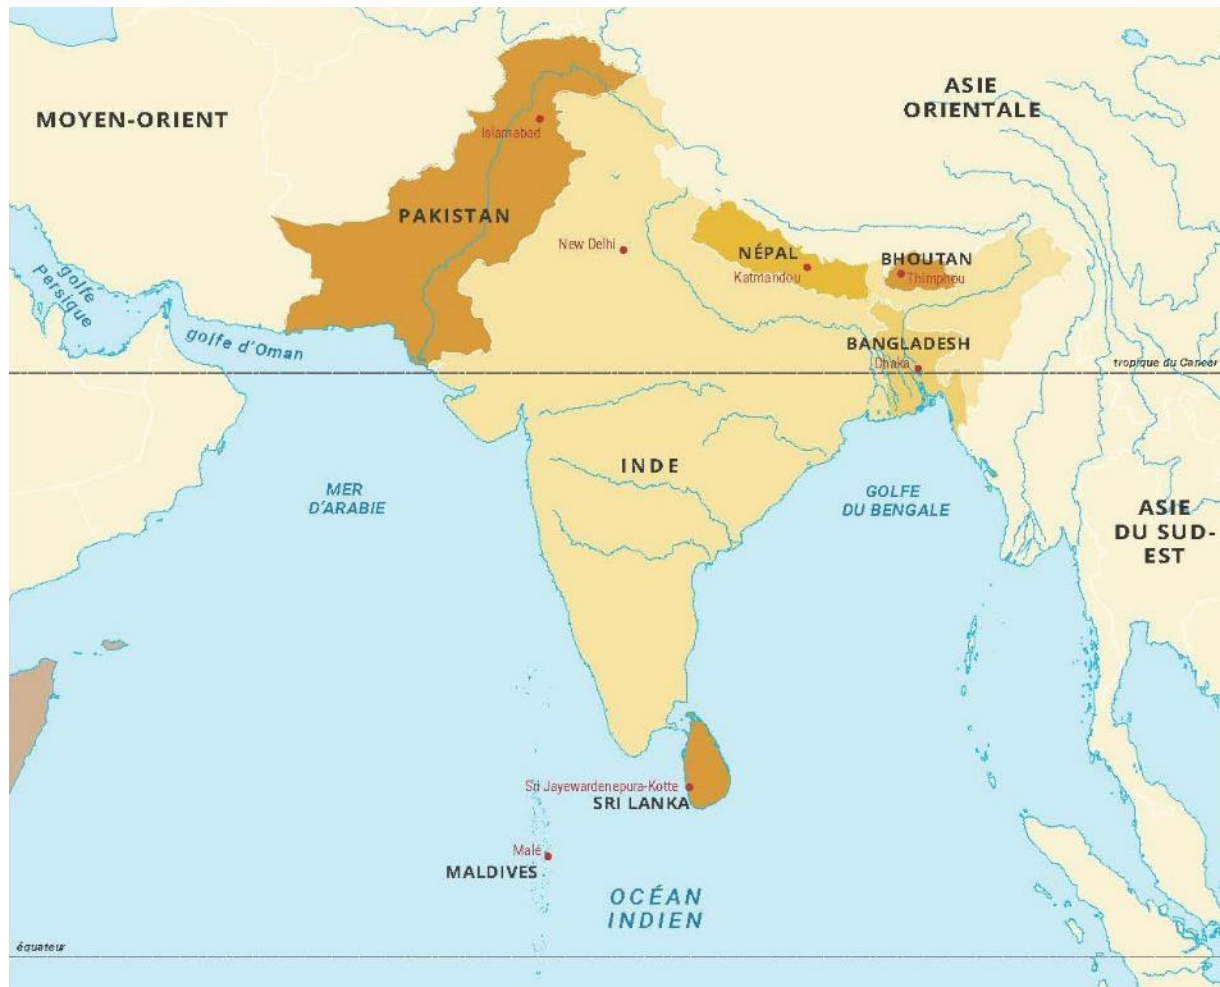 MOYEN-ORIENT
ASIE
ORIENTALE
Islamabad
PAKISTAN
New Delhi
NÉPAL
Katmandou
BHOUTAN
Thimphou
golfe
Persique
golfe d'Oman
BANGLADESH
Dhaka
tropique du Cancer
INDE
MER
D'ARABIE
GOLFE
DU BENGALE
ASIE
DU SUD-
EST
Sri Jayewardenepura-Kotte
SRI LANKA
Malé
MALDIVES
OCÉAN
INDIEN
équateur